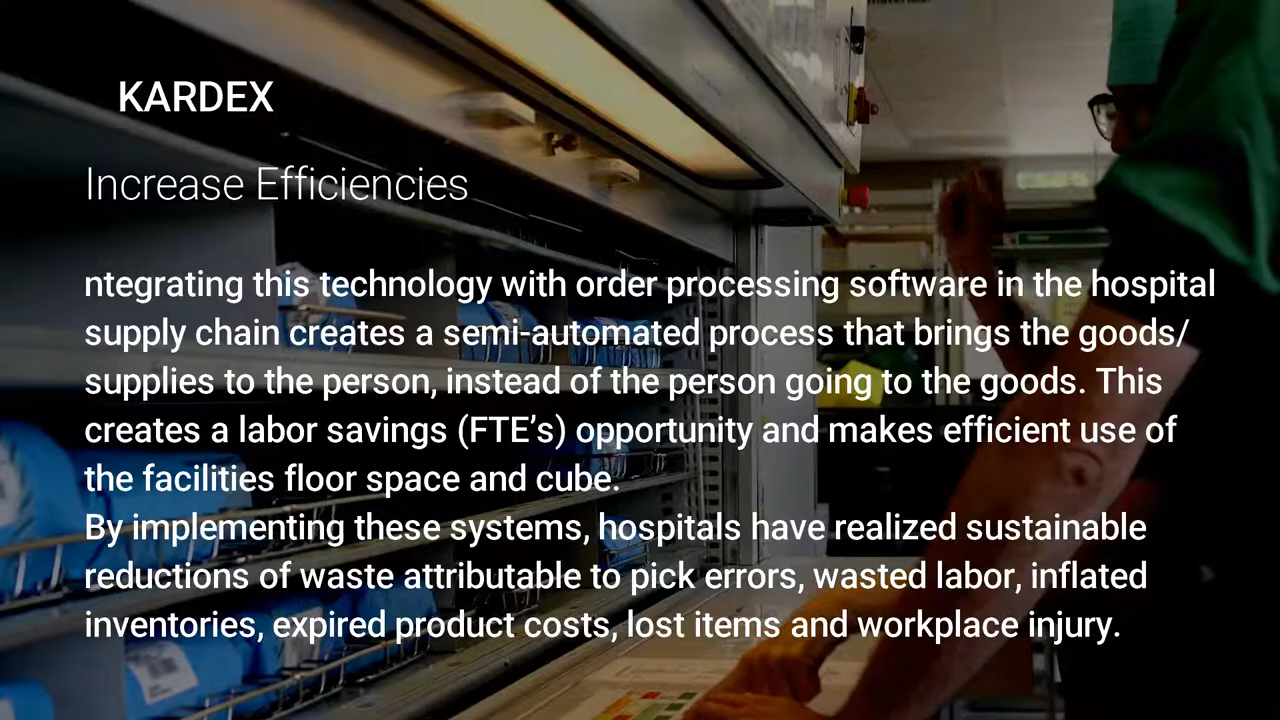 KARDEX
Increase Efficiencies
ntegrating this technology with order processing software in the hospital
supply chain creates a semi-automated process that brings the goods/
supplies to the person, instead of the person going to the goods. This
creates a labor savings (FTE’s) opportunity and makes efficient use of
the facilities floor space and cube.
By implementing these systems, hospitals have realized sustainable
reductions of waste attributable to pick errors, wasted labor, inflated
inventories, expired product costs, lost items and workplace injury.